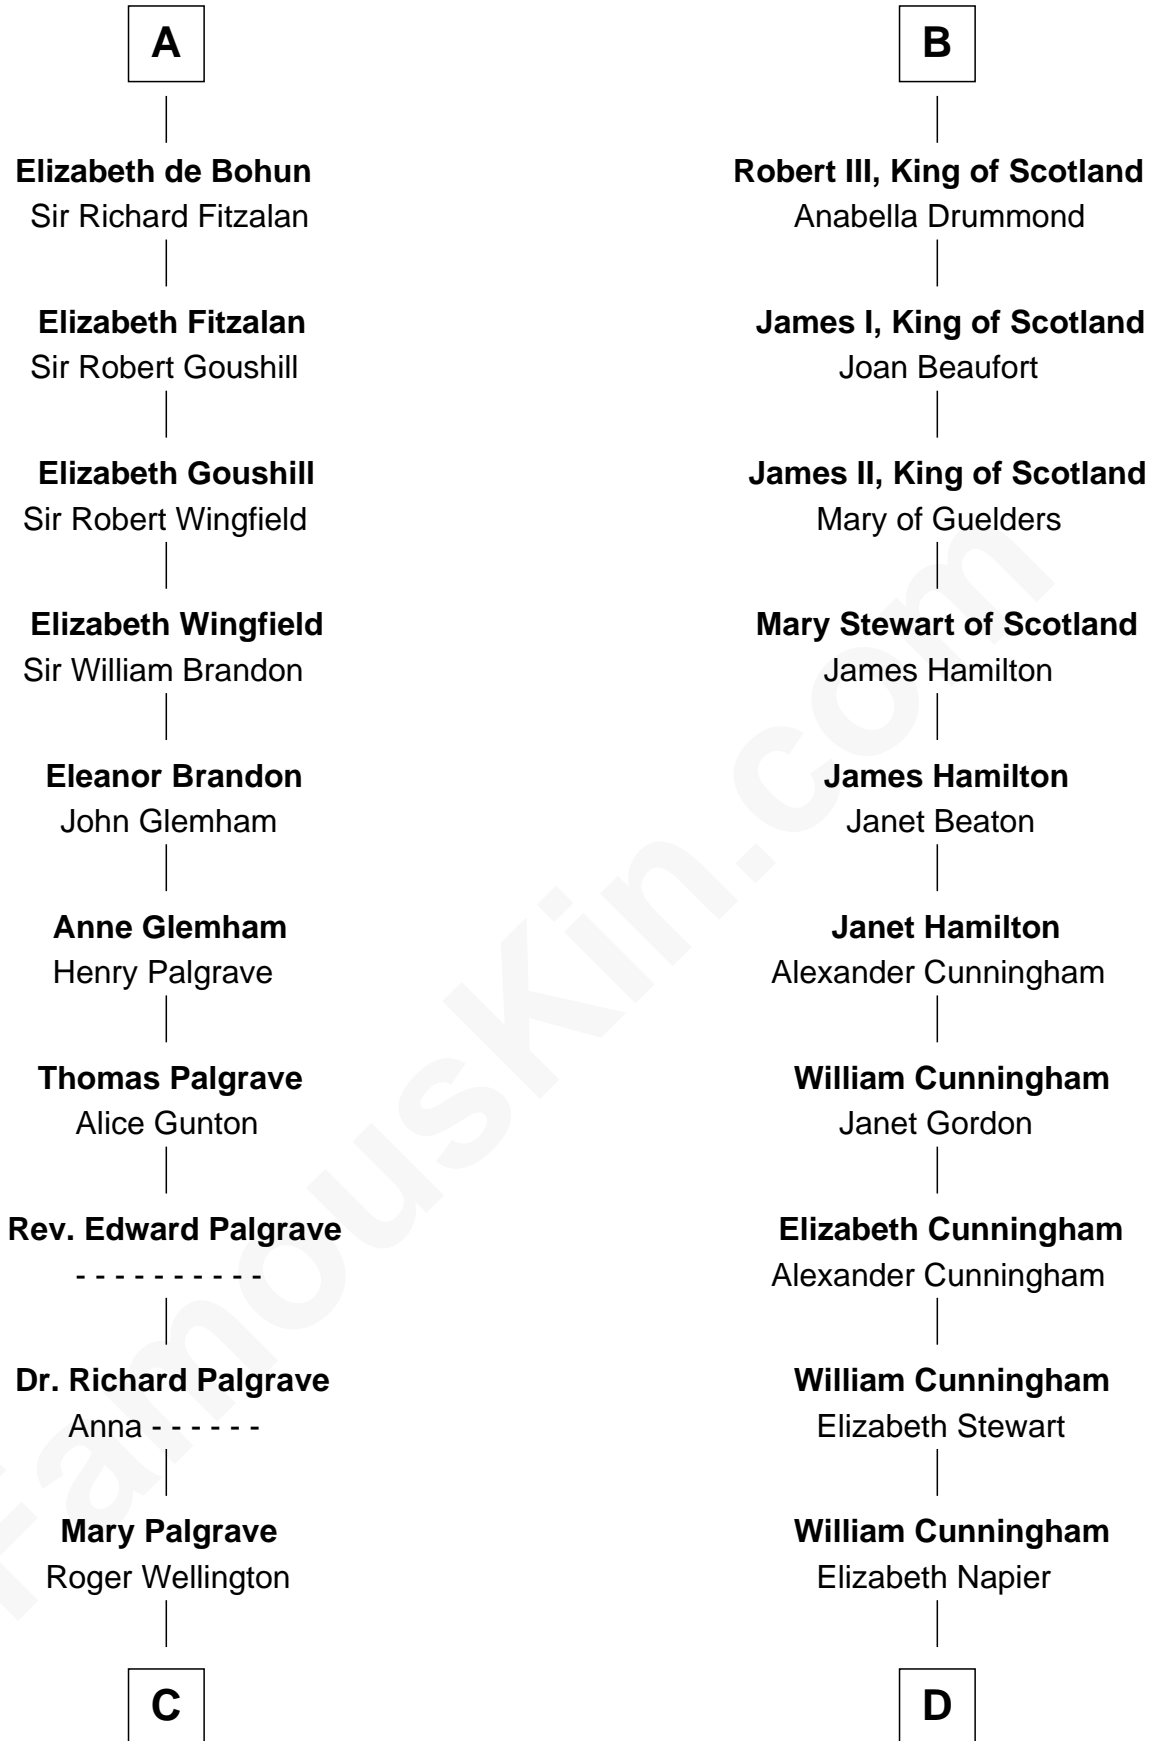 A
Elizabeth de Bohun
Sir Richard Fitzalan
Elizabeth Fitzalan
Sir Robert Goushill
Elizabeth Goushill
Sir Robert Wingfield
Elizabeth Wingfield
Sir William Brandon
Eleanor Brandon
John Glemham
Anne Glemham
Henry Palgrave
Thomas Palgrave
Alice Gunton
Rev. Edward Palgrave
- - - - - - - - - -
Dr. Richard Palgrave
Anna - - - - - -
Mary Palgrave
Roger Wellington
C
B
Robert III, King of Scotland
Anabella Drummond
James I, King of Scotland
Joan Beaufort
James II, King of Scotland
Mary of Guelders
Mary Stewart of Scotland
James Hamilton
James Hamilton
Janet Beaton
Janet Hamilton
Alexander Cunningham
William Cunningham
Janet Gordon
Elizabeth Cunningham
Alexander Cunningham
William Cunningham
Elizabeth Stewart
William Cunningham
Elizabeth Napier
D
FamousKin.com